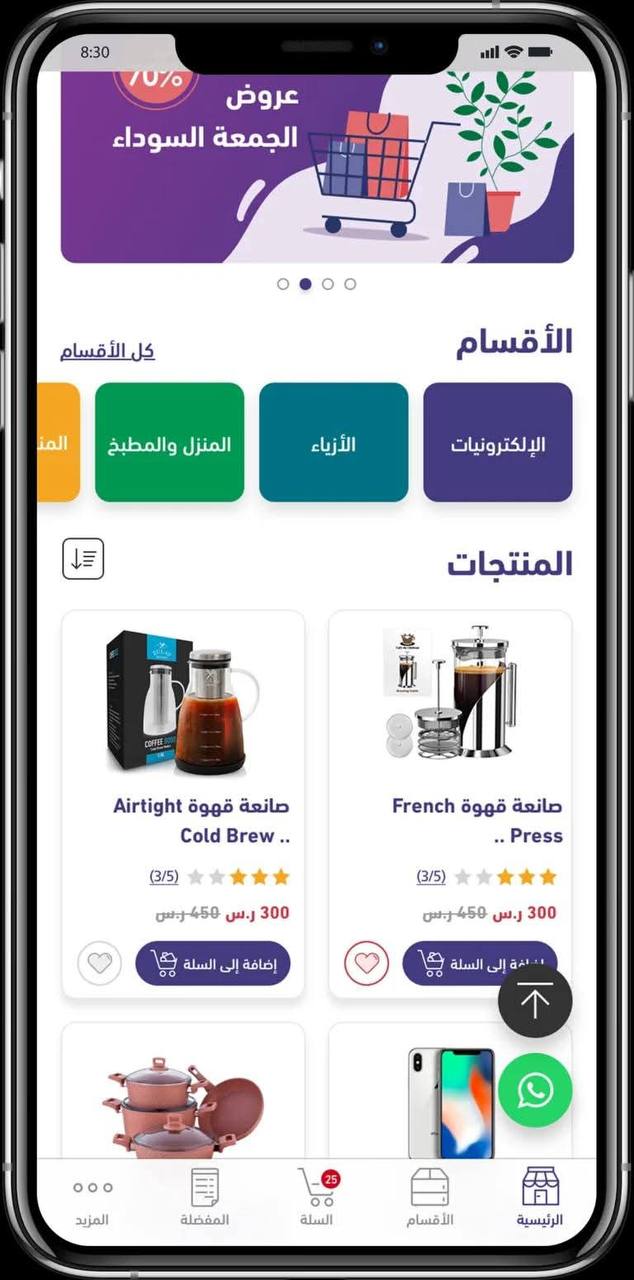 8:30
70%
عروض
الجمعة السوداء
الأقسام
كل الأقسام
الإلكترونيات
الأزياء
المنزل والمطبخ
المنتجات
صانعة قهوة French
Press ..
صانعة قهوة Airtight
Cold Brew ..
(3/5)
(3/5)
300 ر.س 450 ر.س
300 ر.س 450 ر.س
إضافة إلى السلة
إضافة إلى السلة
COFFEE
25
الرئيسية
الأقسام
السلة
المفضلة
المزيد